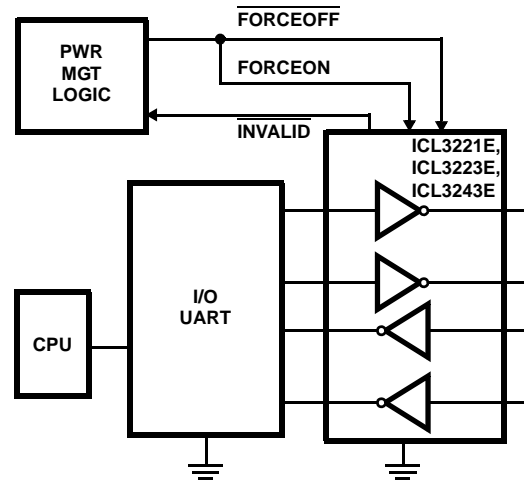 FORCEOFF
PWR
MGT
LOGIC
FORCEON
INVALID
ICL3221E,
ICL3223E,
ICL3243E
I/O
UART
CPU